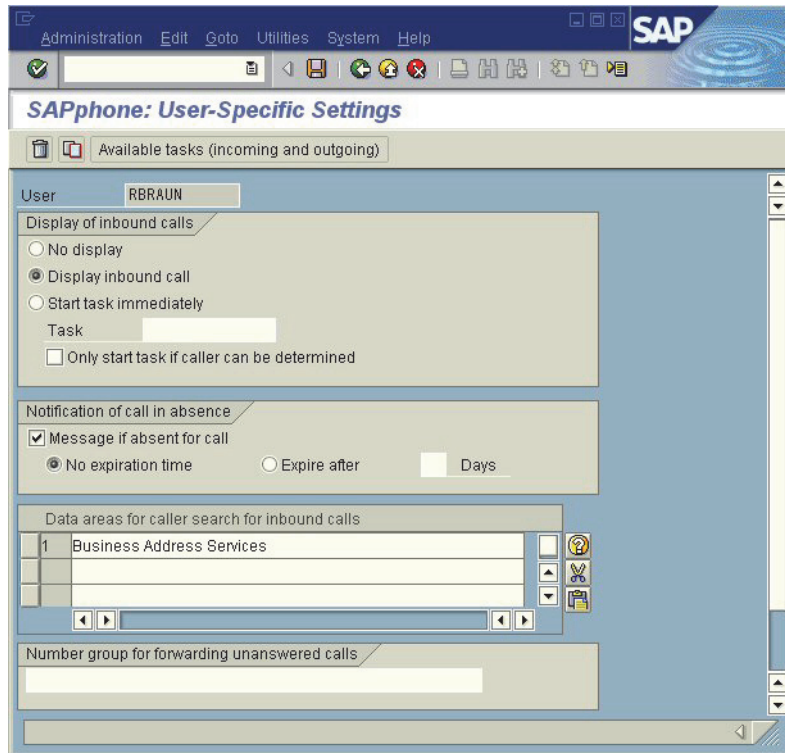 Administration Edit Goto Utilities System Help
SAP
SAPphone: User-Specific Settings
Available tasks (incoming and outgoing)
User RBRAUN
Display of inbound calls
No display
Display inbound call
Start task immediately
Task
Only start task if caller can be determined
Notification of call in absence
Message if absent for call
No expiration time Expire after Days
Data areas for caller search for inbound calls
1 Business Address Services
Number group for forwarding unanswered calls